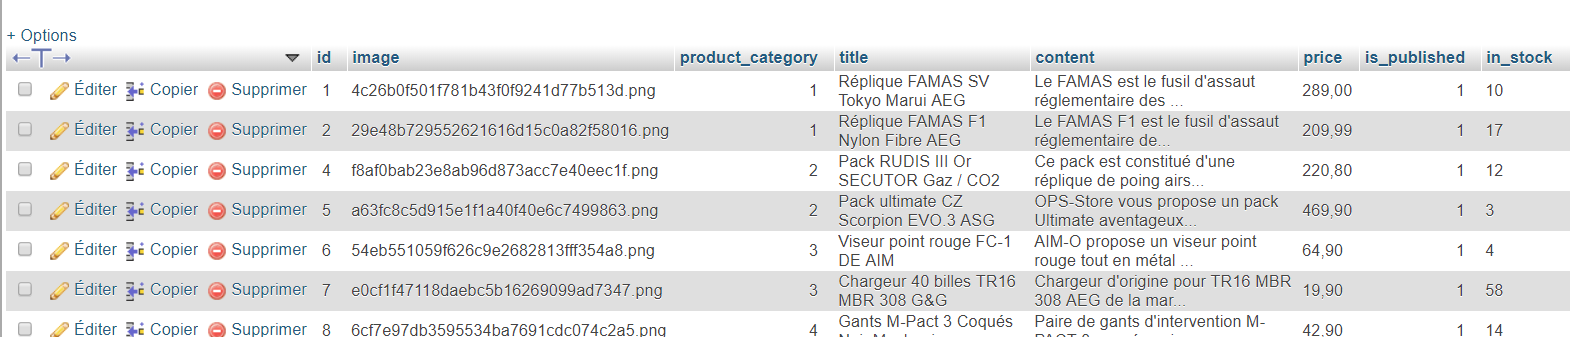 + Options
id image product_category title content price is_published in_stock
Éditer Copier Supprimer 1 4c26b0f501f781b43f0f9241d77b513d.png 1 Réplique FAMAS SV Le FAMAS est le fusil d'assaut 289,00 1 10
Tokyo Marui AEG réglementaire des ...
Éditer Copier Supprimer 2 29e48b729552621616d15c0a82f58016.png 1 Réplique FAMAS F1 Le FAMAS F1 est le fusil d'assaut 209,99 1 17
Nylon Fibre AEG réglementaire de...
Éditer Copier Supprimer 4 f8af0bab23e8ab96d873acc7e40eec1f.png 2 Pack RUDIS III Or Ce pack est constitué d'une 220,80 1 12
SECUTOR Gaz / CO2 réplique de poing airs...
Éditer Copier Supprimer 5 a63fc8c5d915e1f1a40f40e6c7499863.png 2 Pack ultimate CZ OPS-Store vous propose un pack 469,90 1 3
Scorpion EVO.3 ASG Ultimate aventageux...
Éditer Copier Supprimer 6 54eb551059f626c9e2682813fff354a8.png 3 Viseur point rouge FC-1 AIM-O propose un viseur point 64,90 1 4
DE AIM rouge tout en métal ...
Éditer Copier Supprimer 7 e0cf1f47118daebc5b16269099ad7347.png 3 Chargeur 40 billes TR16 Chargeur d'origine pour TR16 MBR 19,90 1 58
MBR 308 G&G 308 AEG de la mar...
Éditer Copier Supprimer 8 6cf7e97db3595534ba7691cdc074c2a5.png 4 Gants M-Pact 3 Coqués Paire de gants d'intervention M- 42,90 1 14